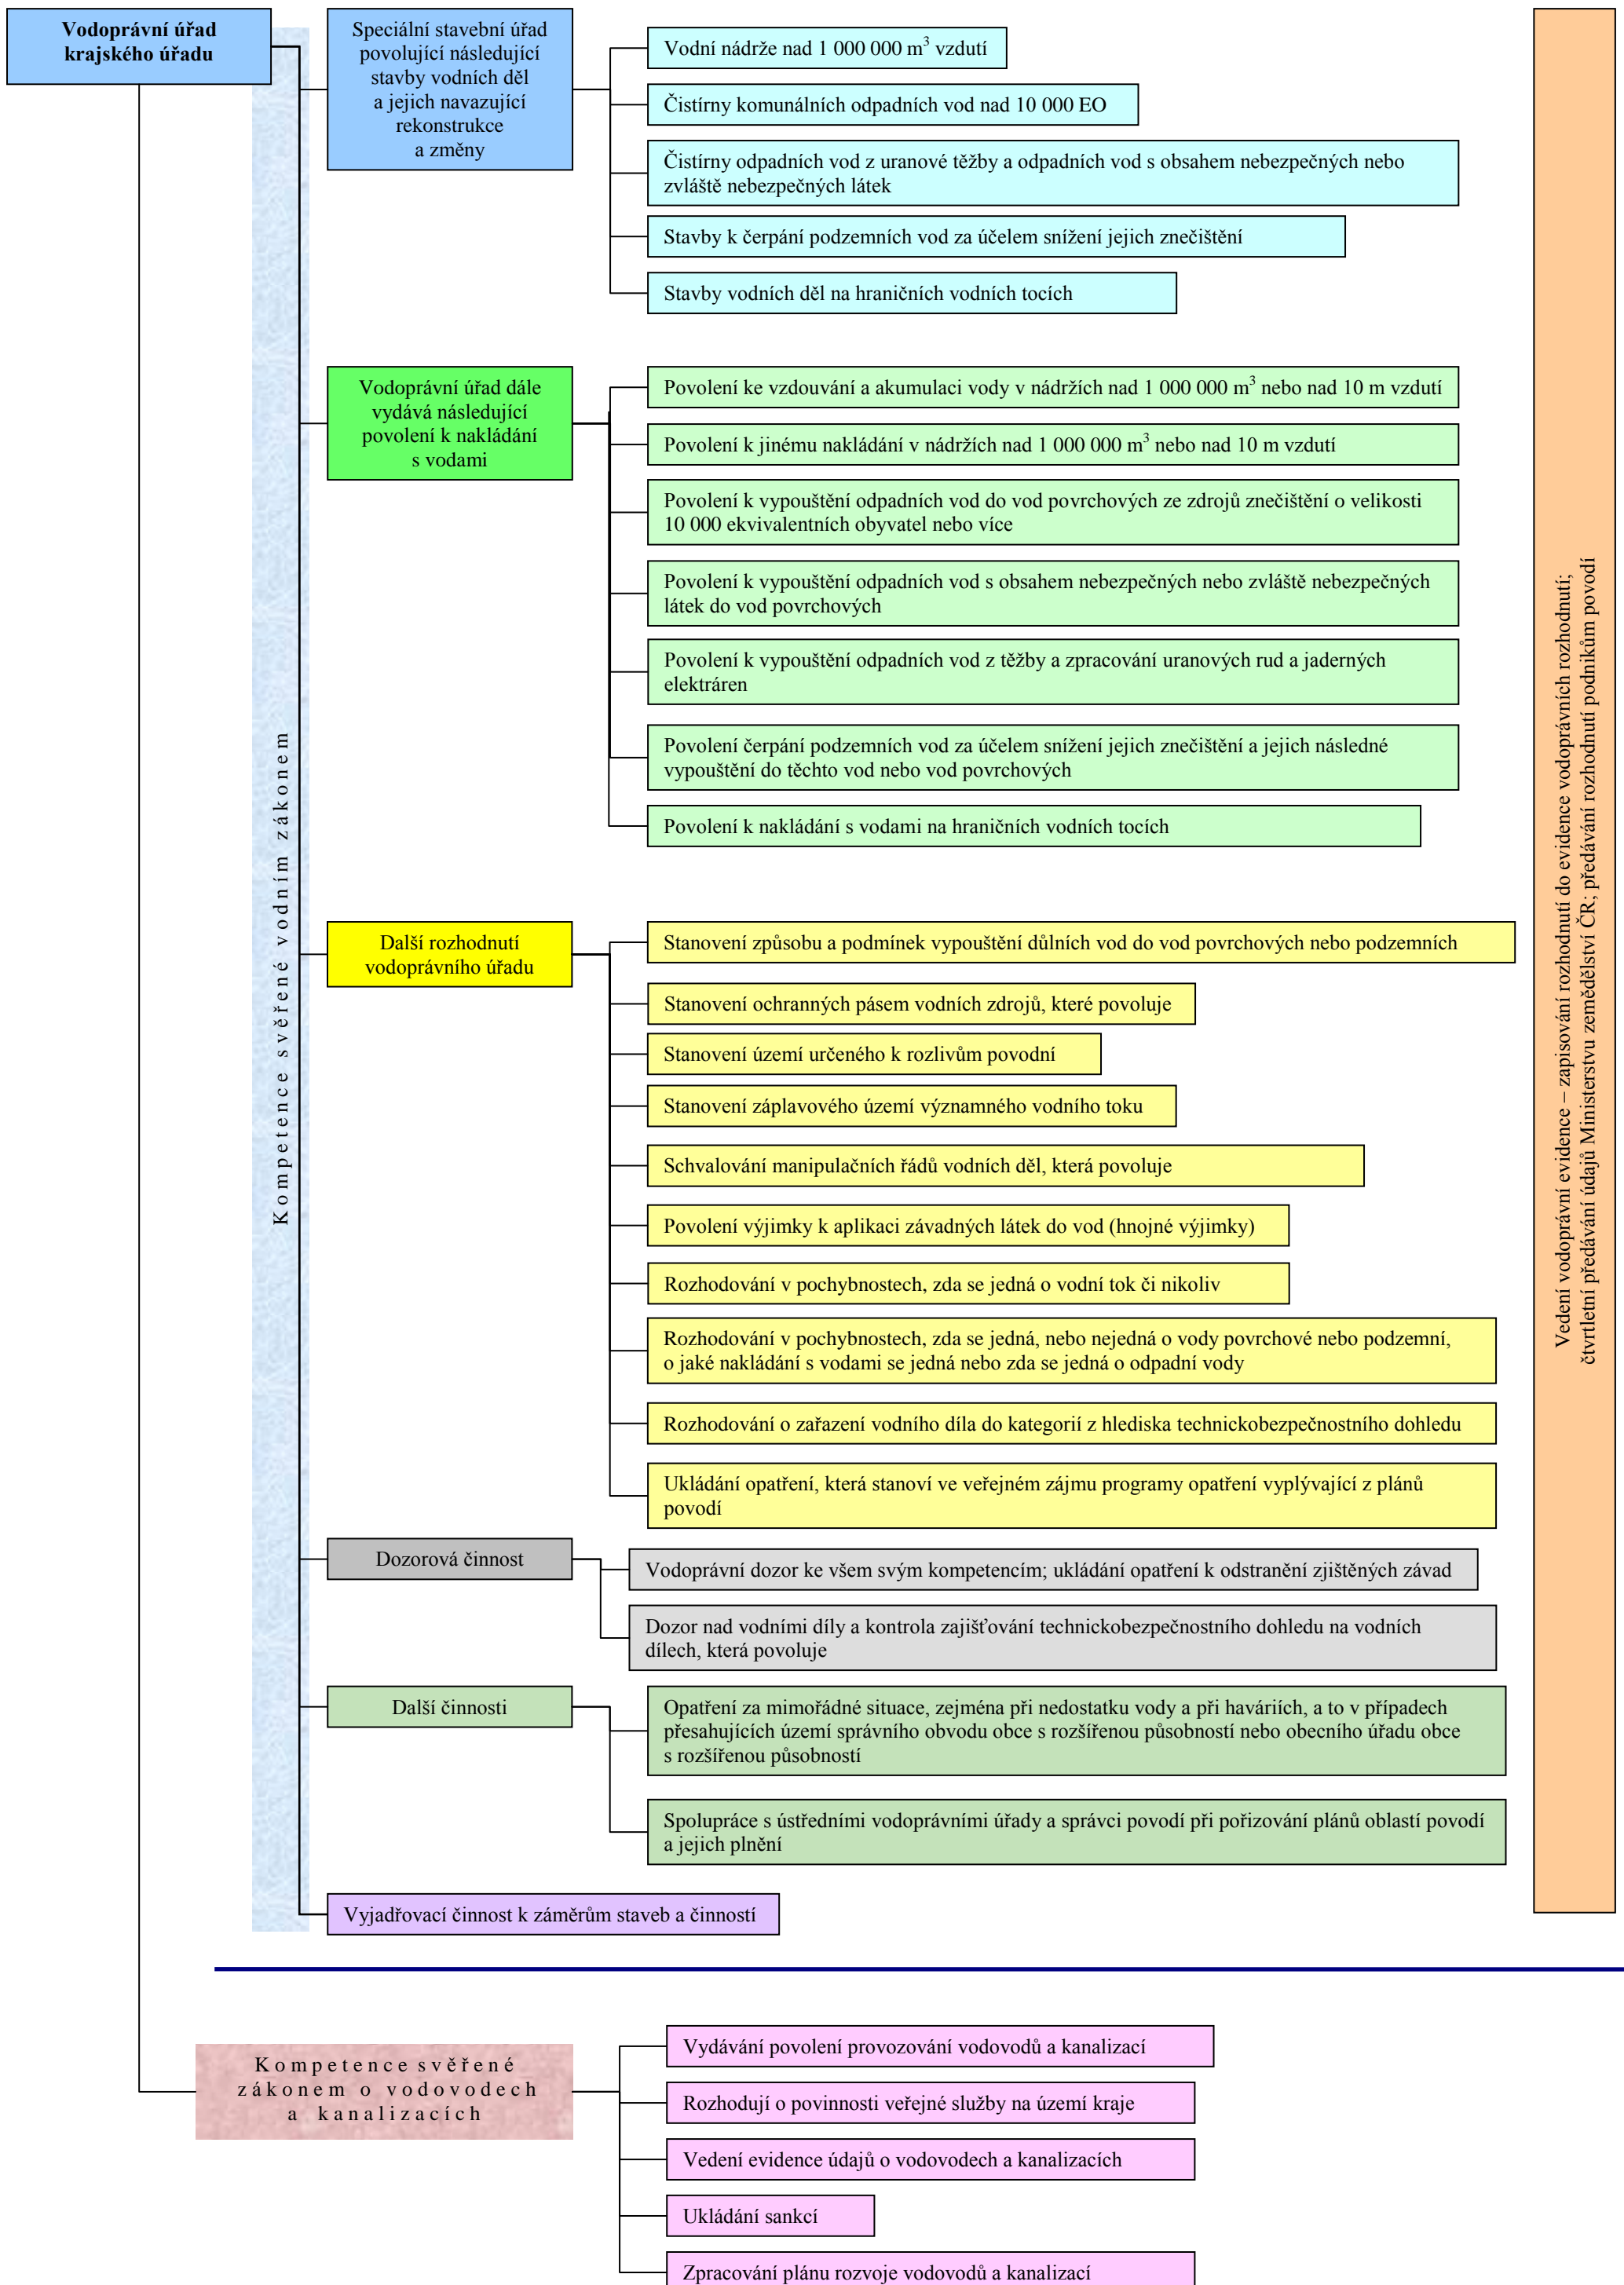 Vodoprávní úřad
krajského úřadu
Kompetence svěřené vodním zákonem
Speciální stavební úřad
povolující následující
stavby vodních děl
a jejich navazující
rekonstrukce
a změny
Vodní nádrže nad 1 000 000 m³ vzdutí
Čistírny komunálních odpadních vod nad 10 000 EO
Čistírny odpadních vod z uranové těžby a odpadních vod s obsahem nebezpečných nebo
zvláště nebezpečných látek
Stavby k čerpání podzemních vod za účelem snížení jejich znečištění
Stavby vodních děl na hraničních vodních tocích
Vodoprávní úřad dále
vydává následující
povolení k nakládání
s vodami
Povolení ke vzdouvání a akumulaci vody v nádržích nad 1 000 000 m³ nebo nad 10 m vzdutí
Povolení k jinému nakládání v nádržích nad 1 000 000 m³ nebo nad 10 m vzdutí
Povolení k vypouštění odpadních vod do vod povrchových ze zdrojů znečištění o velikosti
10 000 ekvivalentních obyvatel nebo více
Povolení k vypouštění odpadních vod s obsahem nebezpečných nebo zvláště nebezpečných
látek do vod povrchových
Povolení k vypouštění odpadních vod z těžby a zpracování uranových rud a jaderných
elektráren
Povolení čerpání podzemních vod za účelem snížení jejich znečištění a jejich následné
vypouštění do těchto vod nebo vod povrchových
Povolení k nakládání s vodami na hraničních vodních tocích
Další rozhodnutí
vodoprávního úřadu
Stanovení způsobu a podmínek vypouštění důlních vod do vod povrchových nebo podzemních
Stanovení ochranných pásem vodních zdrojů, které povoluje
Stanovení území určeného k rozlivům povodní
Stanovení záplavového území významného vodního toku
Schvalování manipulačních řádů vodních děl, která povoluje
Povolení výjimky k aplikaci závadných látek do vod (hnojné výjimky)
Rozhodování v pochybnostech, zda se jedná o vodní tok či nikoliv
Rozhodování v pochybnostech, zda se jedná, nebo nejedná o vody povrchové nebo podzemní,
o jaké nakládání s vodami se jedná nebo zda se jedná o odpadní vody
Rozhodování o zařazení vodního díla do kategorií z hlediska technickobezpečnostního dohledu
Ukládání opatření, která stanoví ve veřejném zájmu programy opatření vyplývající z plánů
povodí
Dozorová činnost
Vodoprávní dozor ke všem svým kompetencím; ukládání opatření k odstranění zjištěných závad
Dozor nad vodními díly a kontrola zajišťování technickobezpečnostního dohledu na vodních
dílech, která povoluje
Další činnosti
Opatření za mimořádné situace, zejména při nedostatku vody a při haváriích, a to v případech
přesahujících území správního obvodu obce s rozšířenou působností nebo obecního úřadu obce
s rozšířenou působností
Spolupráce s ústředními vodoprávními úřady a správci povodí při pořizování plánů oblastí povodí
a jejich plnění
Vyjadřovací činnost k záměrům staveb a činností
Vedení vodoprávní evidence – zapisování rozhodnutí do evidence vodoprávních rozhodnutí;
čtvrtletní předávání údajů Ministerstvu zemědělství ČR; předávání rozhodnutí podnikům povodí
Kompetence svěřené
zákonem o vodovodech
a kanalizacích
Vydávání povolení provozování vodovodů a kanalizací
Rozhodují o povinnosti veřejné služby na území kraje
Vedení evidence údajů o vodovodech a kanalizacích
Ukládání sankcí
Zpracování plánu rozvoje vodovodů a kanalizací